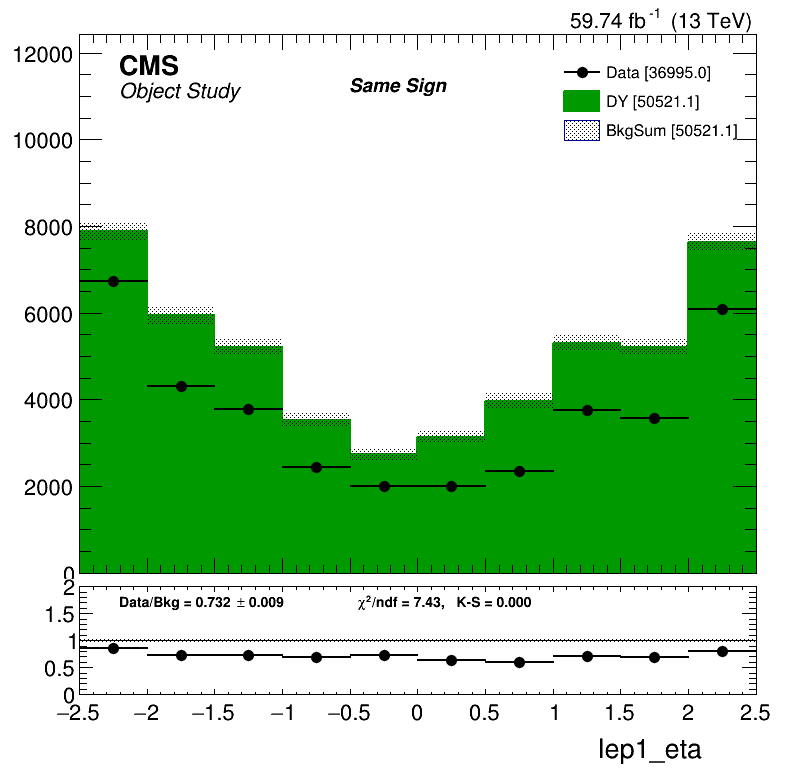 59.74 fb⁻¹ (13 TeV)
CMS
Object Study
Same Sign
Data [36995.0]
DY [50521.1]
BkgSum [50521.1]
12000
10000
8000
6000
4000
2000
0
Data/Bkg = 0.732 ± 0.009
χ²/ndf = 7.43, K-S = 0.000
2
1.5
1
0.5
0
−2.5 −2 −1.5 −1 −0.5 0 0.5 1 1.5 2 2.5
lep1_eta